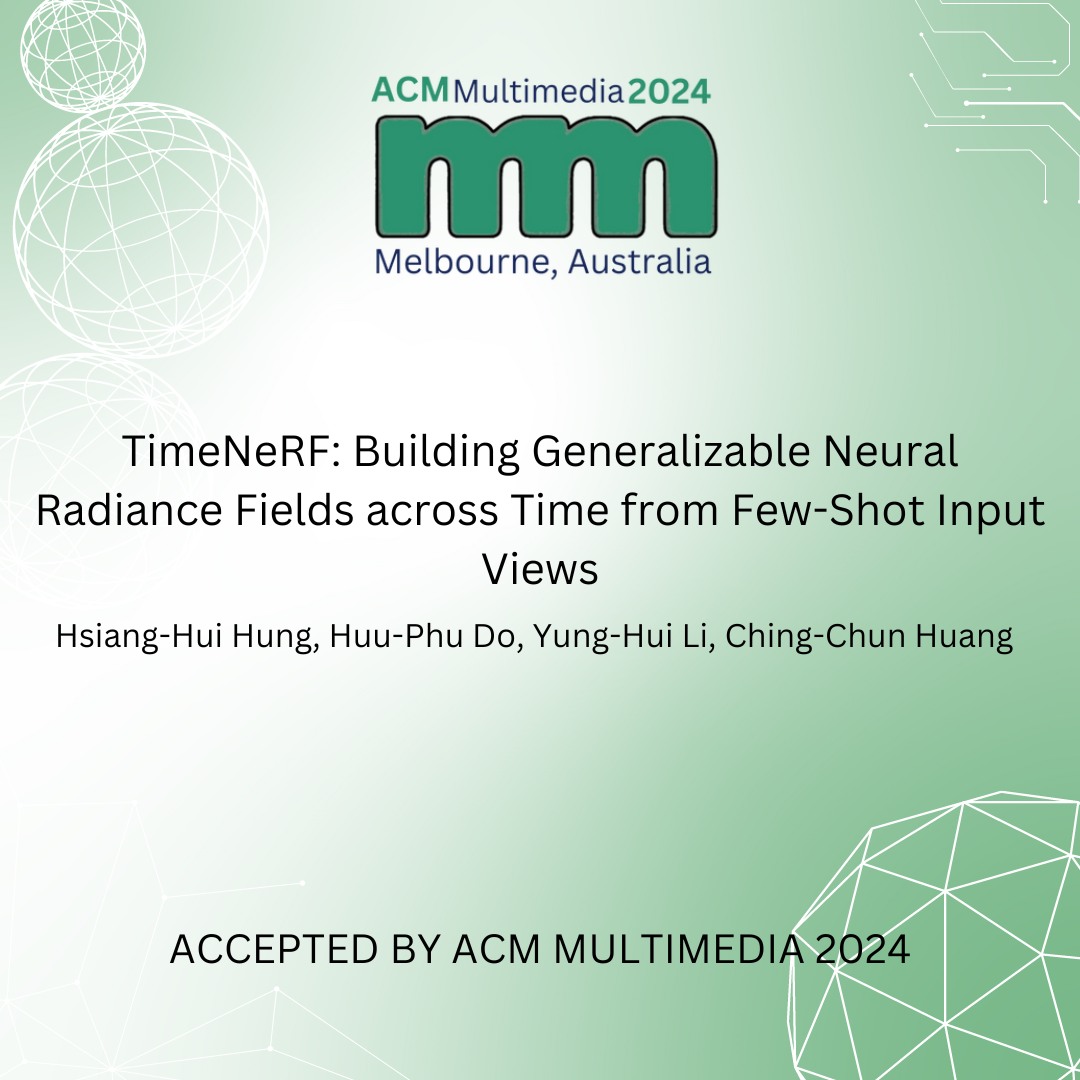 ACM Multimedia 2024
mm
Melbourne, Australia
TimeNeRF: Building Generalizable Neural
Radiance Fields across Time from Few-Shot Input
Views
Hsiang-Hui Hung, Huu-Phu Do, Yung-Hui Li, Ching-Chun Huang
ACCEPTED BY ACM MULTIMEDIA 2024